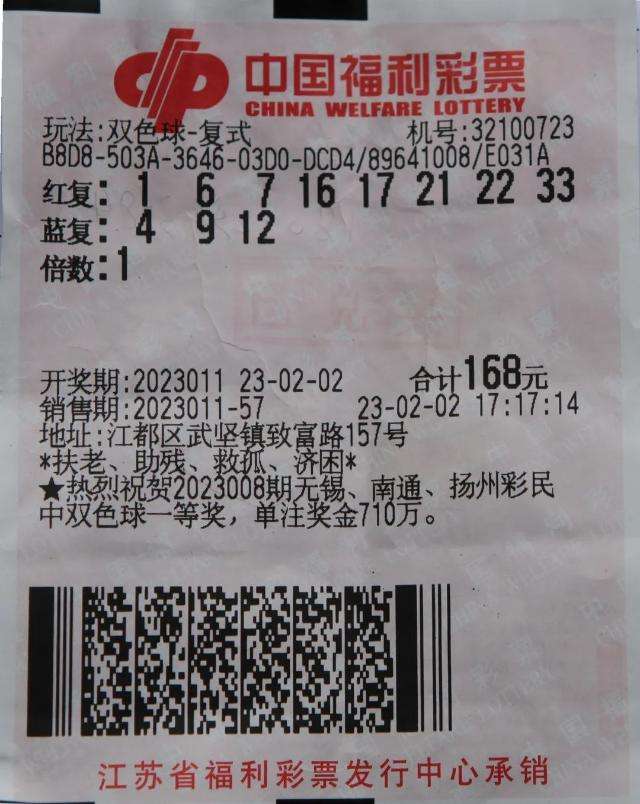 中国福利彩票
CHINA WELFARE LOTTERY
玩法:双色球-复式 机号:32100723
B8D8-503A-3646-03D0-DCD4/89641008/E031A
红复: 1 6 7 16 17 21 22 33
蓝复: 4 9 12
倍数:1
开奖期:2023011 23-02-02 合计168元
销售期:2023011-57 23-02-02 17:17:14
地址:江都区武坚镇致富路157号
*扶老、助残、救孤、济困*
★热烈祝贺2023008期无锡、南通、扬州彩民
中双色球一等奖，单注奖金710万。
江苏省福利彩票发行中心承销